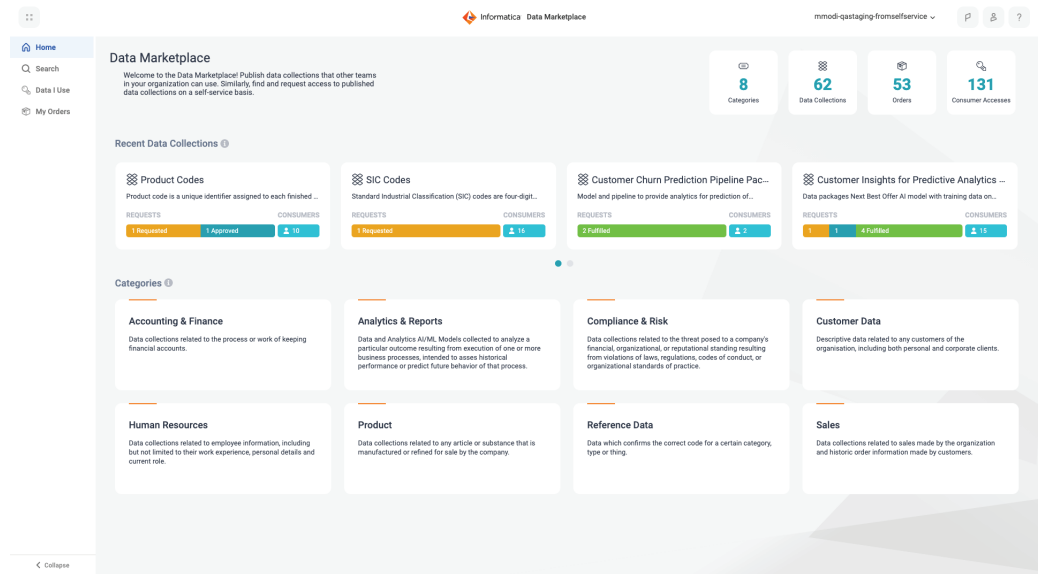 Informatica Data Marketplace
mmodi-qastaging-fromselfservice
?
Home
Search
Data I Use
My Orders
Data Marketplace
Welcome to the Data Marketplace! Publish data collections that other teams
in your organization can use. Similarly, find and request access to published
data collections on a self-service basis.
8
Categories
62
Data Collections
53
Orders
131
Consumer Accesses
Recent Data Collections
Product Codes
Product code is a unique identifier assigned to each finished ...
REQUESTS CONSUMERS
1 Requested 1 Approved 10
SIC Codes
Standard Industrial Classification (SIC) codes are four-digit...
REQUESTS CONSUMERS
1 Requested 16
Customer Churn Prediction Pipeline Pac...
Model and pipeline to provide analytics for prediction of...
REQUESTS CONSUMERS
2 Fulfilled 2
Customer Insights for Predictive Analytics ...
Data packages Next Best Offer AI model with training data on...
REQUESTS CONSUMERS
1 1 4 Fulfilled 15
Categories
Accounting & Finance
Data collections related to the process or work of keeping
financial accounts.
Analytics & Reports
Data and Analytics AI/ML Models collected to analyze a
particular outcome resulting from execution of one or more
business processes, intended to asses historical
performance or predict future behavior of that process.
Compliance & Risk
Data collections related to the threat posed to a company's
financial, organizational, or reputational standing resulting
from violations of laws, regulations, codes of conduct, or
organizational standards of practice.
Customer Data
Descriptive data related to any customers of the
organisation, including both personal and corporate clients.
Human Resources
Data collections related to employee information, including
but not limited to their work experience, personal details and
current role.
Product
Data collections related to any article or substance that is
manufactured or refined for sale by the company.
Reference Data
Data which confirms the correct code for a certain category,
type or thing.
Sales
Data collections related to sales made by the organization
and historic order information made by customers.
Collapse